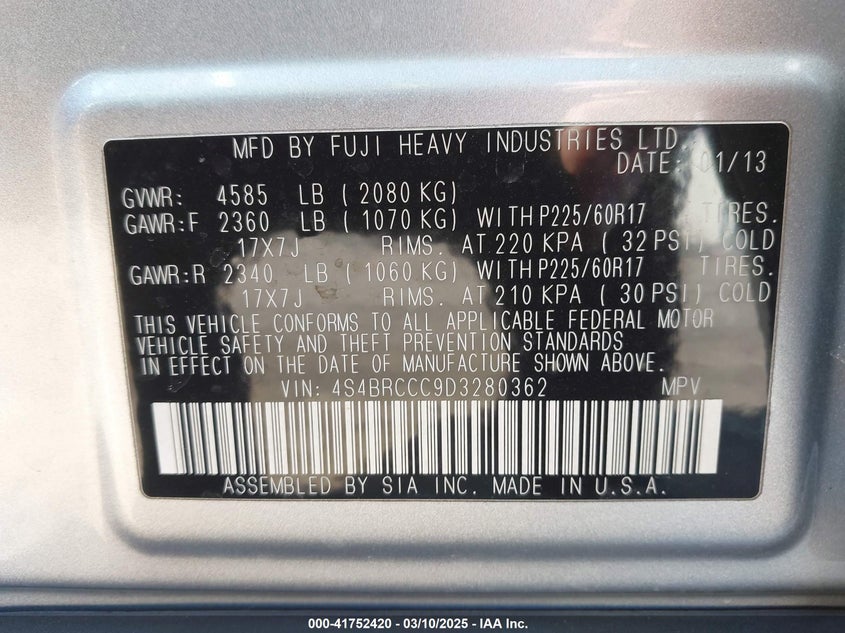 MFD BY FUJI HEAVY INDUSTRIES LTD.
DATE: 01/13
GVWR: 4585 LB ( 2080 KG)
GAWR:F 2360 LB ( 1070 KG) WITH P225/60R17 TIRES.
17X7J RIMS. AT 220 KPA ( 32 PSI) COLD
GAWR:R 2340 LB ( 1060 KG) WITH P225/60R17 TIRES.
17X7J RIMS. AT 210 KPA ( 30 PSI) COLD
THIS VEHICLE CONFORMS TO ALL APPLICABLE FEDERAL MOTOR
VEHICLE SAFETY AND THEFT PREVENTION STANDARDS
IN EFFECT ON THE DATE OF MANUFACTURE SHOWN ABOVE.
VIN: 4S4BRCCC9D3280362 MPV
ASSEMBLED BY SIA INC. MADE IN U.S.A.
000-41752420 - 03/10/2025 - IAA Inc.